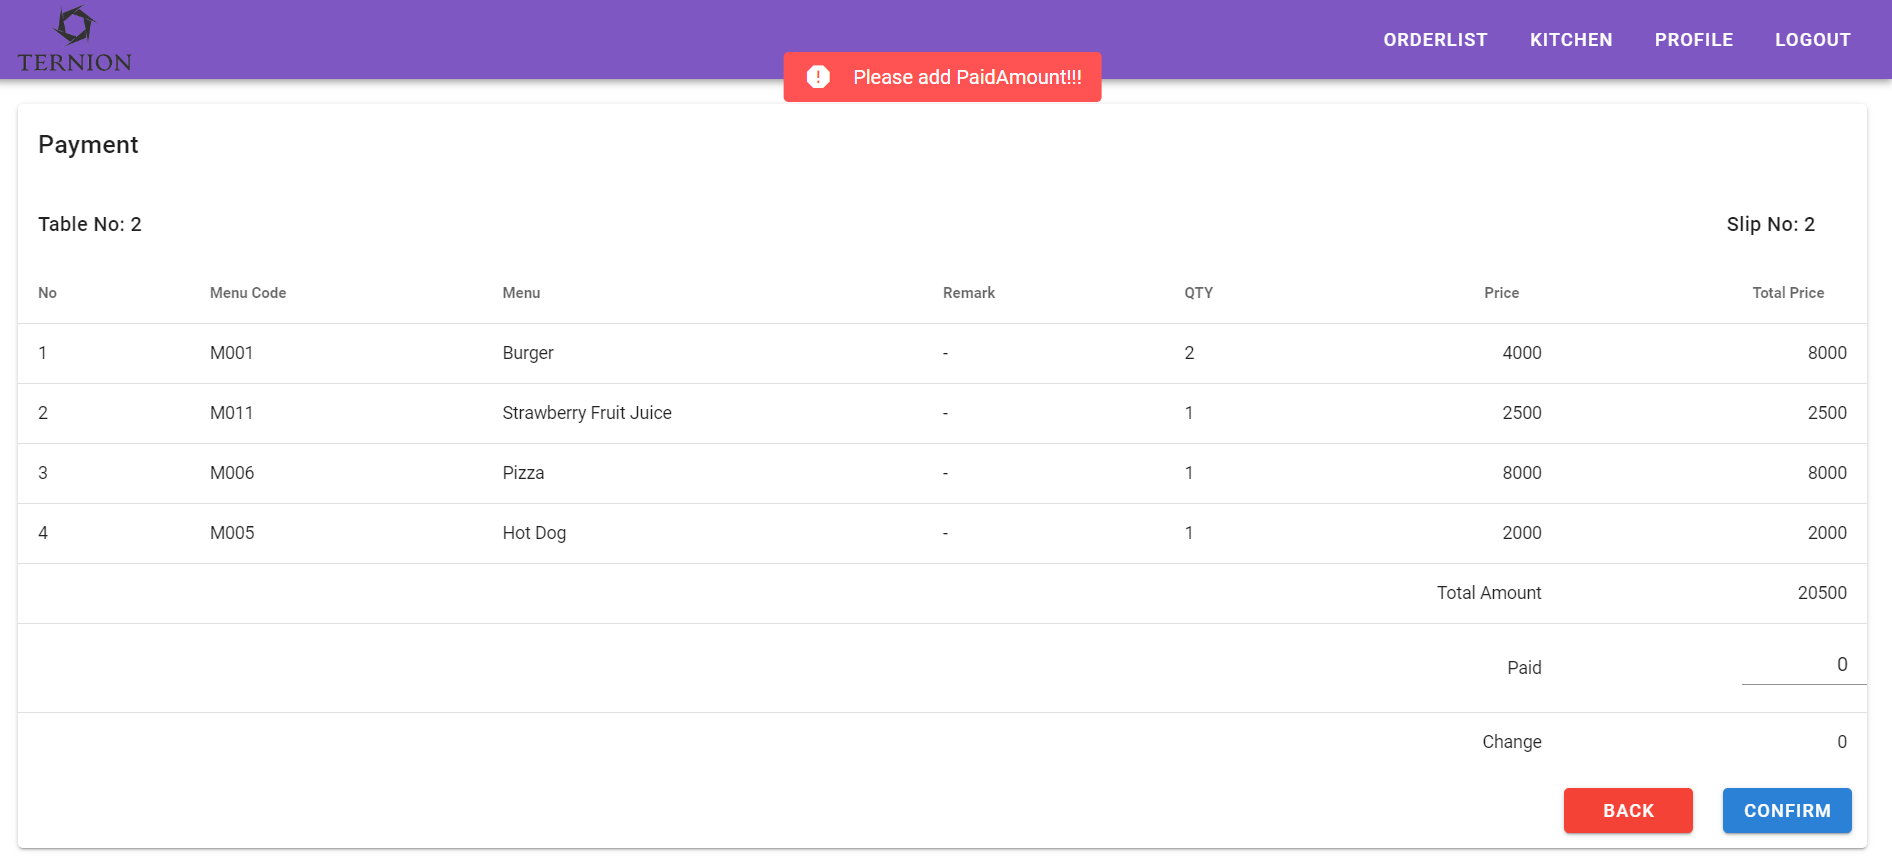 TERNION
ORDERLIST KITCHEN PROFILE LOGOUT
Please add PaidAmount!!!
Payment
Table No: 2 Slip No: 2
No Menu Code Menu Remark QTY Price Total Price
1 M001 Burger - 2 4000 8000
2 M011 Strawberry Fruit Juice - 1 2500 2500
3 M006 Pizza - 1 8000 8000
4 M005 Hot Dog - 1 2000 2000
Total Amount 20500
Paid 0
Change 0
BACK CONFIRM